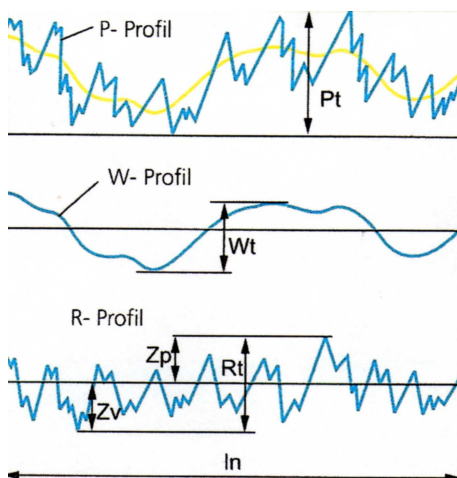 P- Profil
Pt
W- Profil
Wt
R- Profil
Zp
Rt
Zv
ln